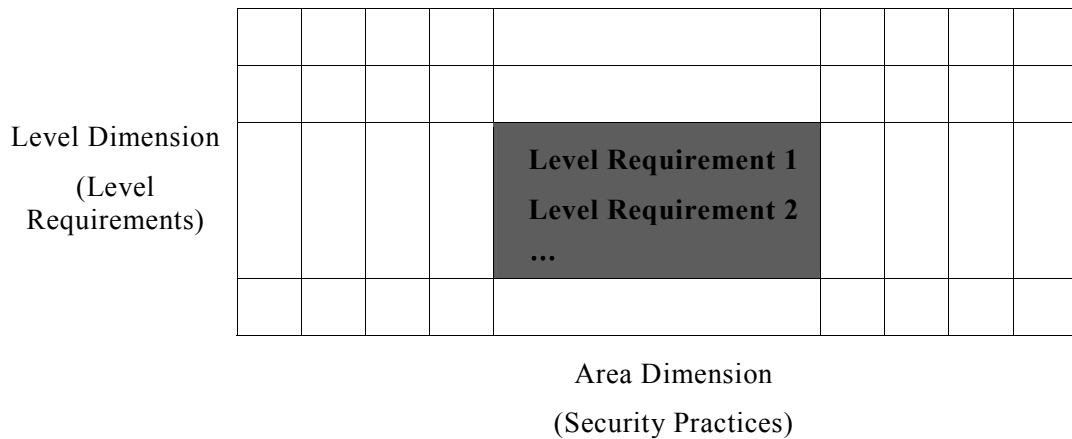 Level Dimension
(Level
Requirements)
Level Requirement 1
Level Requirement 2
...
Area Dimension
(Security Practices)